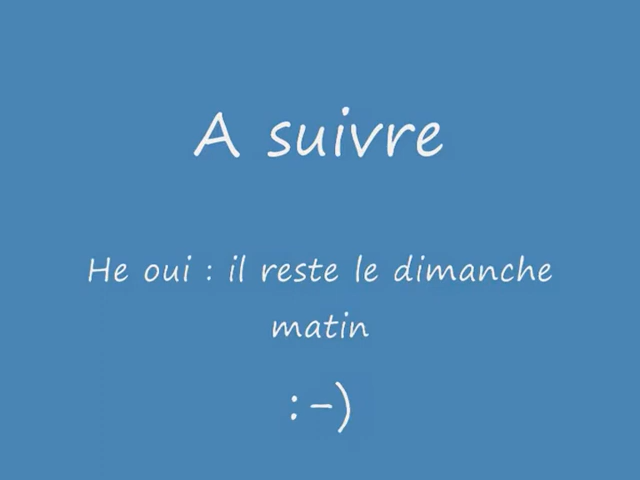 A suivre
He oui : il reste le dimanche
matin
:-)